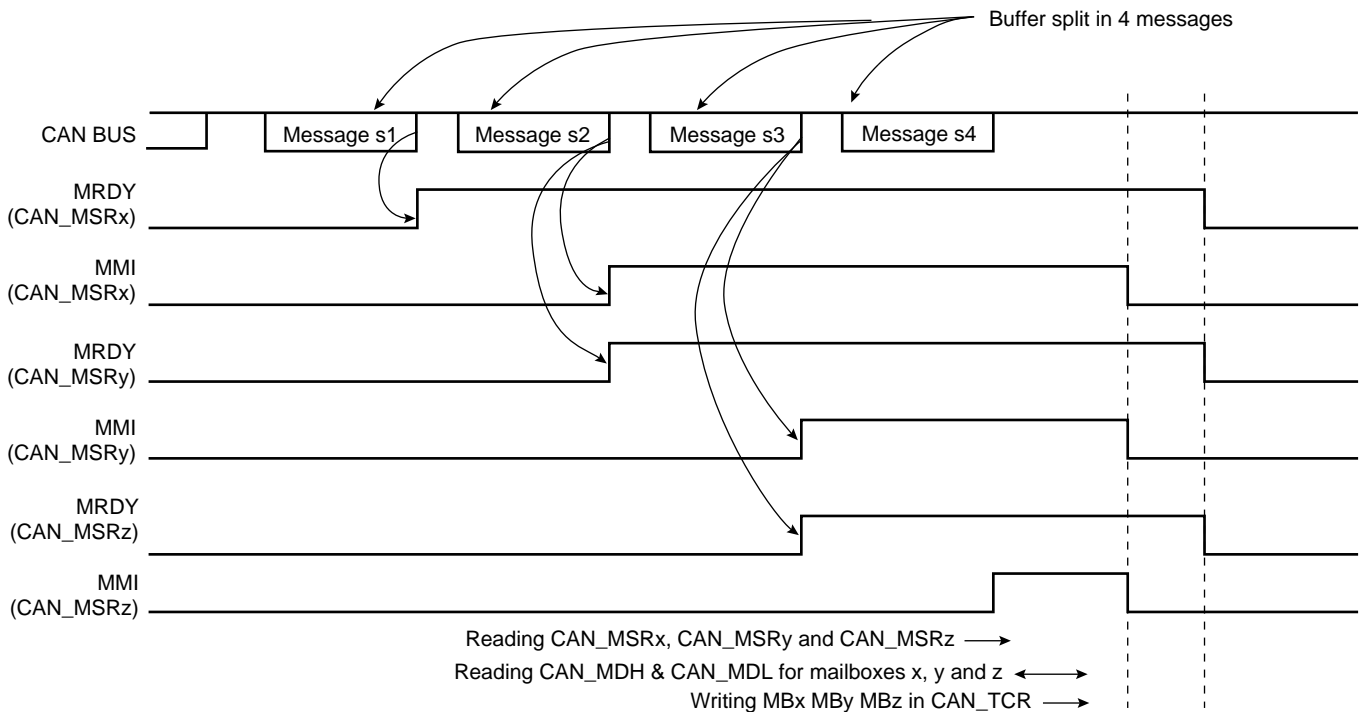 Buffer split in 4 messages
CAN BUS
Message s1
Message s2
Message s3
Message s4
MRDY
(CAN_MSRx)
MMI
(CAN_MSRx)
MRDY
(CAN_MSRy)
MMI
(CAN_MSRy)
MRDY
(CAN_MSRz)
MMI
(CAN_MSRz)
Reading CAN_MSRx, CAN_MSRy and CAN_MSRz
Reading CAN_MDH & CAN_MDL for mailboxes x, y and z
Writing MBx MBy MBz in CAN_TCR